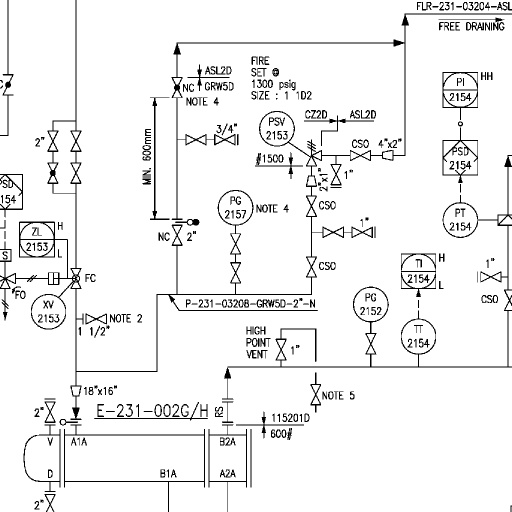 FLR-231-03204-ASL
FREE DRAINING
ASL2D
NC GRW5D
NOTE 4
FIRE
SET @
1300 psig
SIZE : 1 1D2
PI
2154
HH
CZ2D
ASL2D
PSV
2153
3/4"
2"
MIN. 600mm
#1500
CSO
4"x2"
2"x1"
1"
PSD
2154
PSD
154
PG
2157
NOTE 4
CSO
PT
2154
ZL
2153
H
L
NC
2"
1"
S
FO
FC
CSO
TI
2154
H
L
1"
CSO
XV
2153
P-231-03208-GRW5D-2"-N
PG
2152
NOTE 2
1 1/2"
HIGH
POINT
VENT
1"
TT
2154
18"x16"
NOTE 5
2"
E-231-002G/H
RS
115201D
600#
V
A1A
B2A
D
B1A
A2A
2"